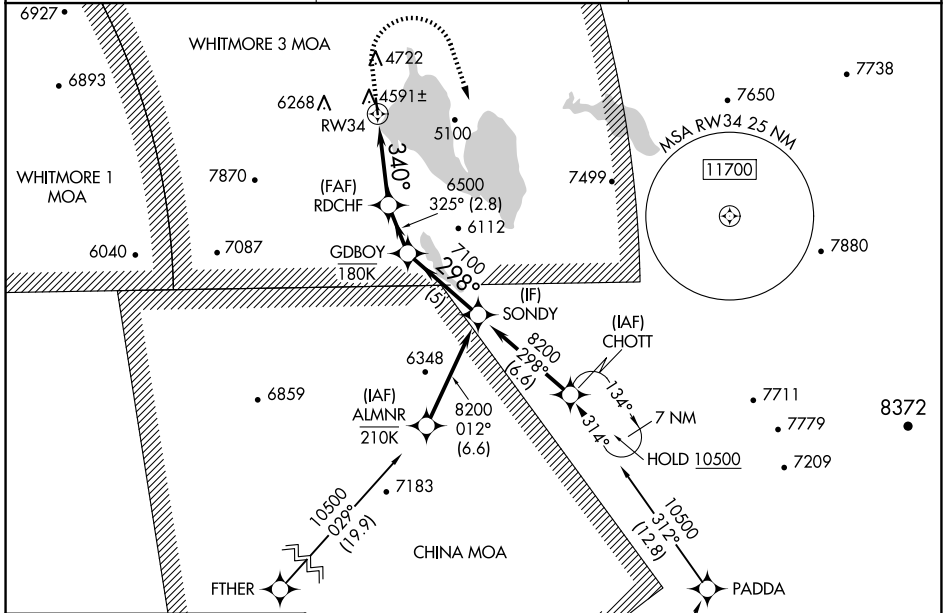 6927
WHITMORE 3 MOA
4722
7738
6893
6268
4591±
7650
RW34
5100
MSA RW34 25 NM
11700
WHITMORE 1
MOA
7870
340°
(FAF)
RDCHF
6500
325° (2.8)
7499
6112
6040
7087
GDBOY
180K
7100
298°
(5)
7880
(IF)
SONDY
(IAF)
CHOTT
8200
298°
(6.6)
6348
6859
(IAF)
ALMNR
210K
8200
012°
(6.6)
134°
314°
7 NM
HOLD 10500
7711
7779
8372
7209
7183
10500
029°
(19.9)
10500
312°
(12.8)
CHINA MOA
FTHER
PADDA